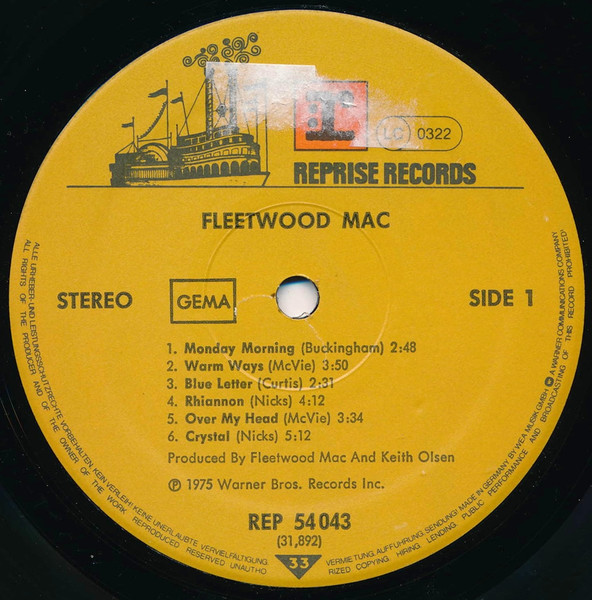 r:
LC 0322
REPRISE RECORDS
FLEETWOOD MAC
STEREO
GEMA
SIDE 1
1. Monday Morning (Buckingham) 2:48
2. Warm Ways (McVie) 3:50
3. Blue Letter (Curtis) 2:31
4. Rhiannon (Nicks) 4:12
5. Over My Head (McVie) 3:34
6. Crystal (Nicks) 5:12
Produced By Fleetwood Mac And Keith Olsen
℗ 1975 Warner Bros. Records Inc.
REP 54 043
(31,892)
33
ALLE URHEBER- UND LEISTUNGSSCHUTZRECHTE VORBEHALTEN. KEIN VERLEIH! KEINE UNERLAUBTE VERVIELFÄLTIGUNG, VERMIETUNG, AUFFÜHRUNG, SENDUNG! MADE IN GERMANY BY WEA MUSIK GMBH A WARNER COMMUNICATIONS COMPANY
ALL RIGHTS OF THE PRODUCER AND OF THE OWNER OF THE WORK REPRODUCED RESERVED UNAUTHORIZED COPYING HIRING LENDING PUBLIC PERFORMANCE AND BROADCASTING OF THIS RECORD PROHIBITED!